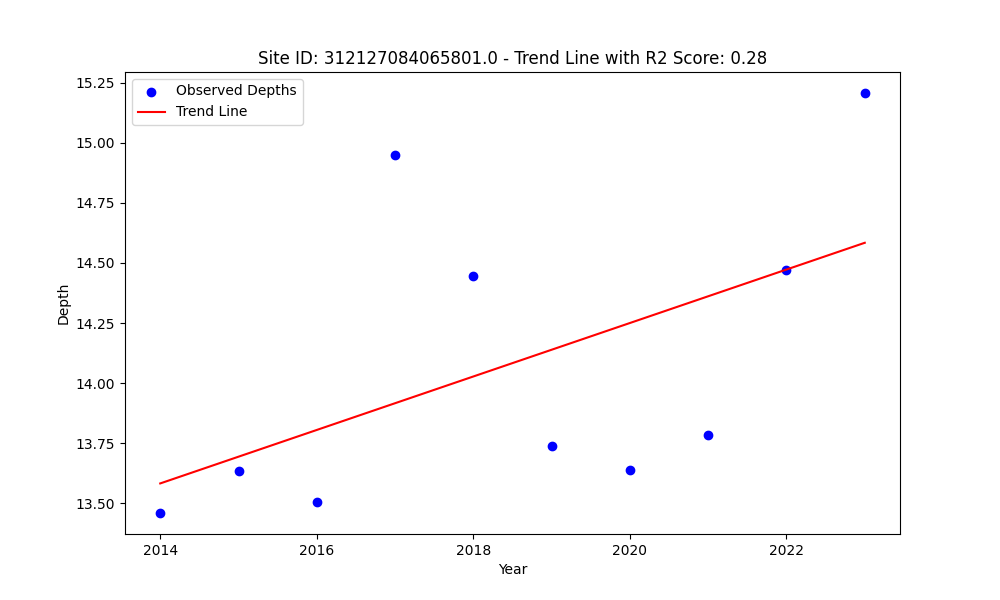 Site ID: 312127084065801.0 - Trend Line with R2 Score: 0.28
Observed Depths
Trend Line
15.25
15.00
14.75
14.50
14.25
14.00
13.75
13.50
Depth
2014
2016
2018
2020
2022
Year